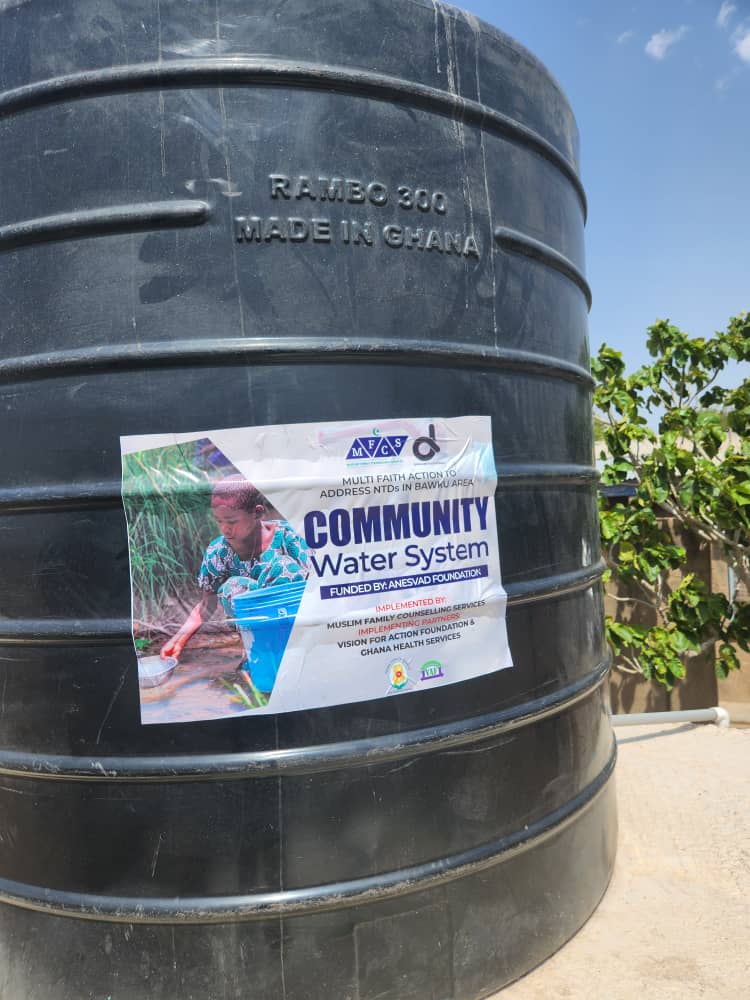 RAMBO 300
MADE IN GHANA
MFCS
MULTI FAITH ACTION TO
ADDRESS NTDs IN BAWKU AREA
COMMUNITY
Water System
FUNDED BY: ANESVAD FOUNDATION
IMPLEMENTED BY:
MUSLIM FAMILY COUNSELLING SERVICES
IMPLEMENTING PARTNERS
VISION FOR ACTION FOUNDATION &
GHANA HEALTH SERVICES